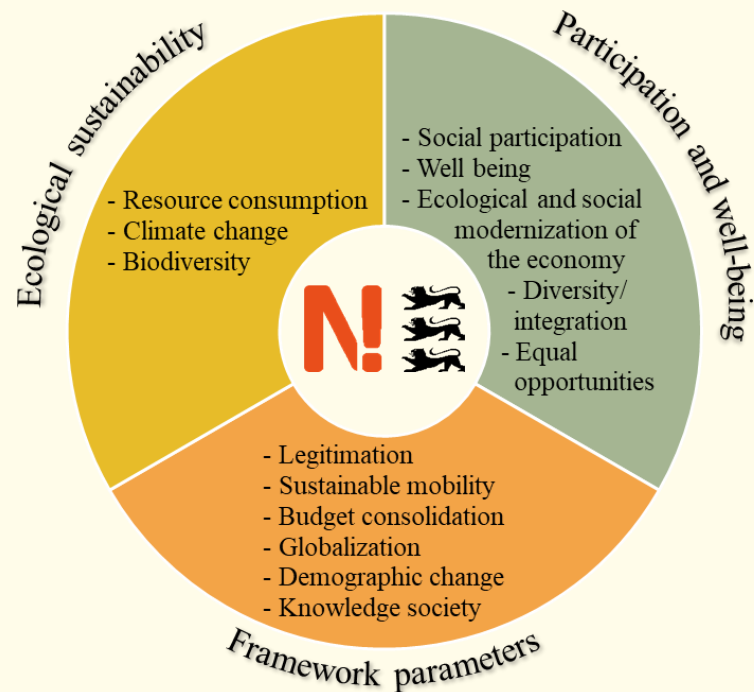 Ecological sustainability
- Resource consumption
- Climate change
- Biodiversity
Participation and well-being
- Social participation
- Well being
- Ecological and social
modernization of
the economy
- Diversity/
integration
- Equal
opportunities
N!
- Legitimation
- Sustainable mobility
- Budget consolidation
- Globalization
- Demographic change
- Knowledge society
Framework parameters